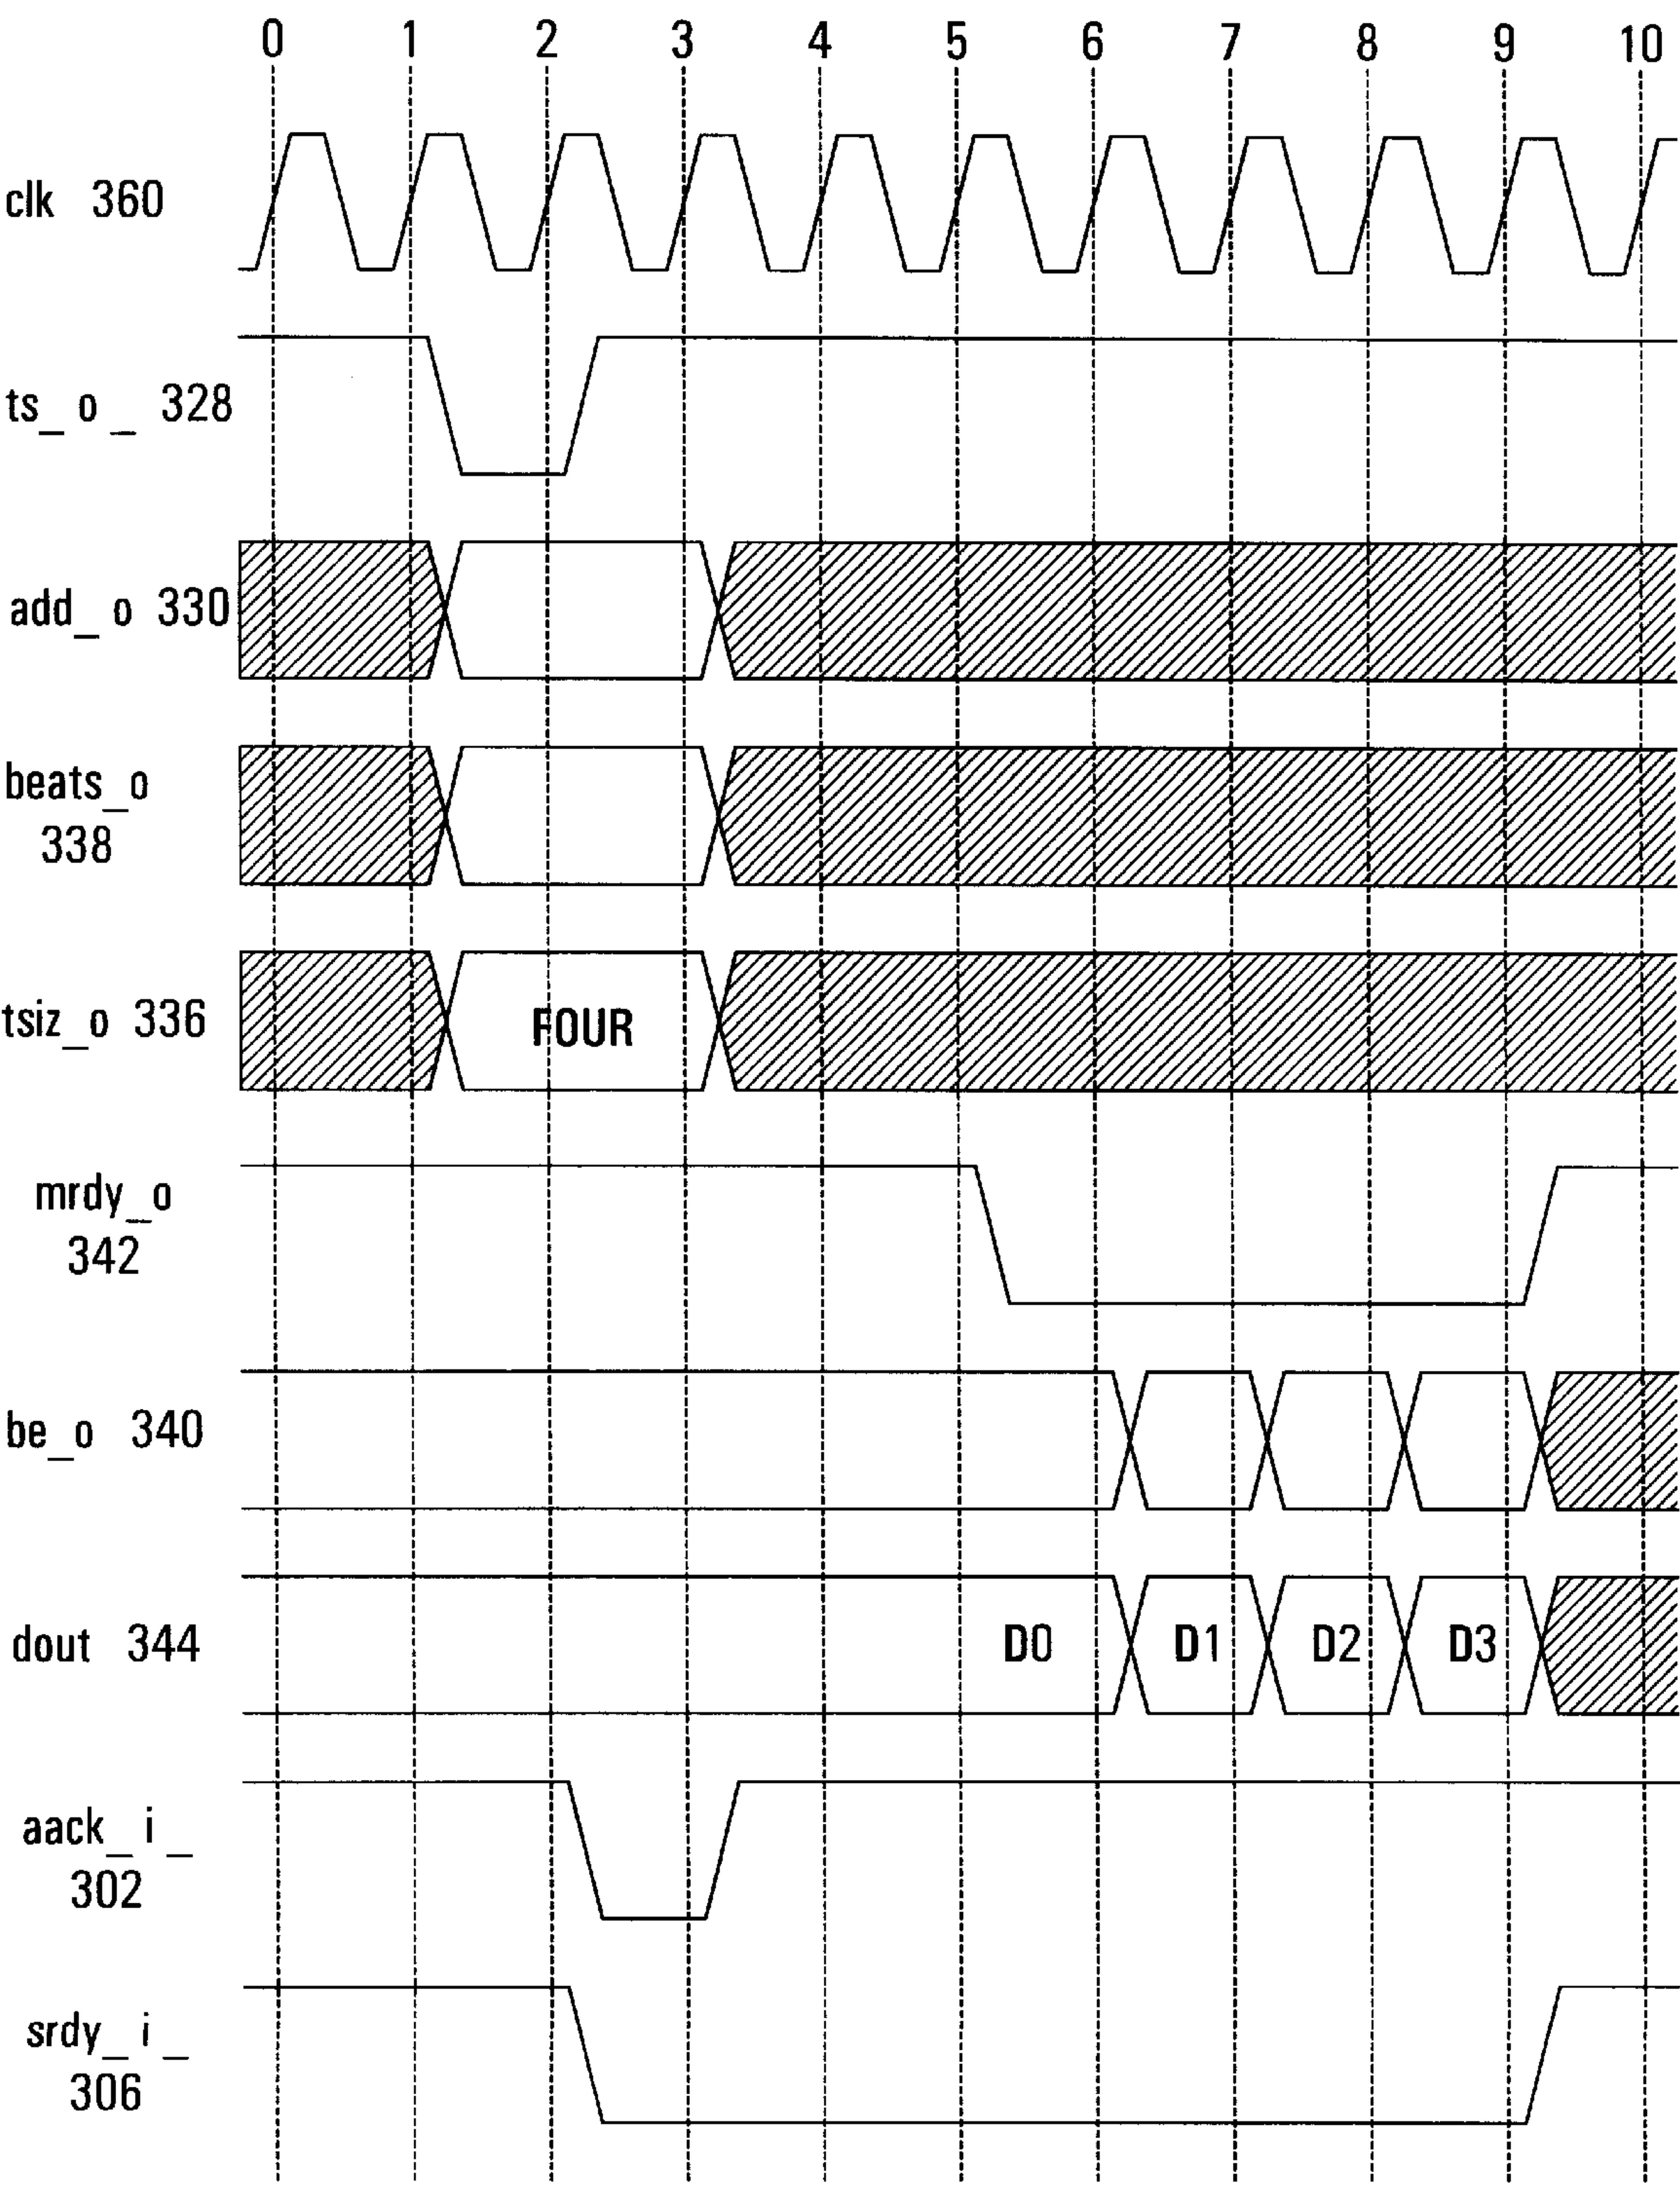 0 1 2 3 4 5 6 7 8 9 10
clk 360
ts_o_ 328
add_o 330
beats_o
338
tsiz_o 336
FOUR
mrdy_o
342
be_o 340
dout 344
D0 D1 D2 D3
aack_i_
302
srdy_i_
306